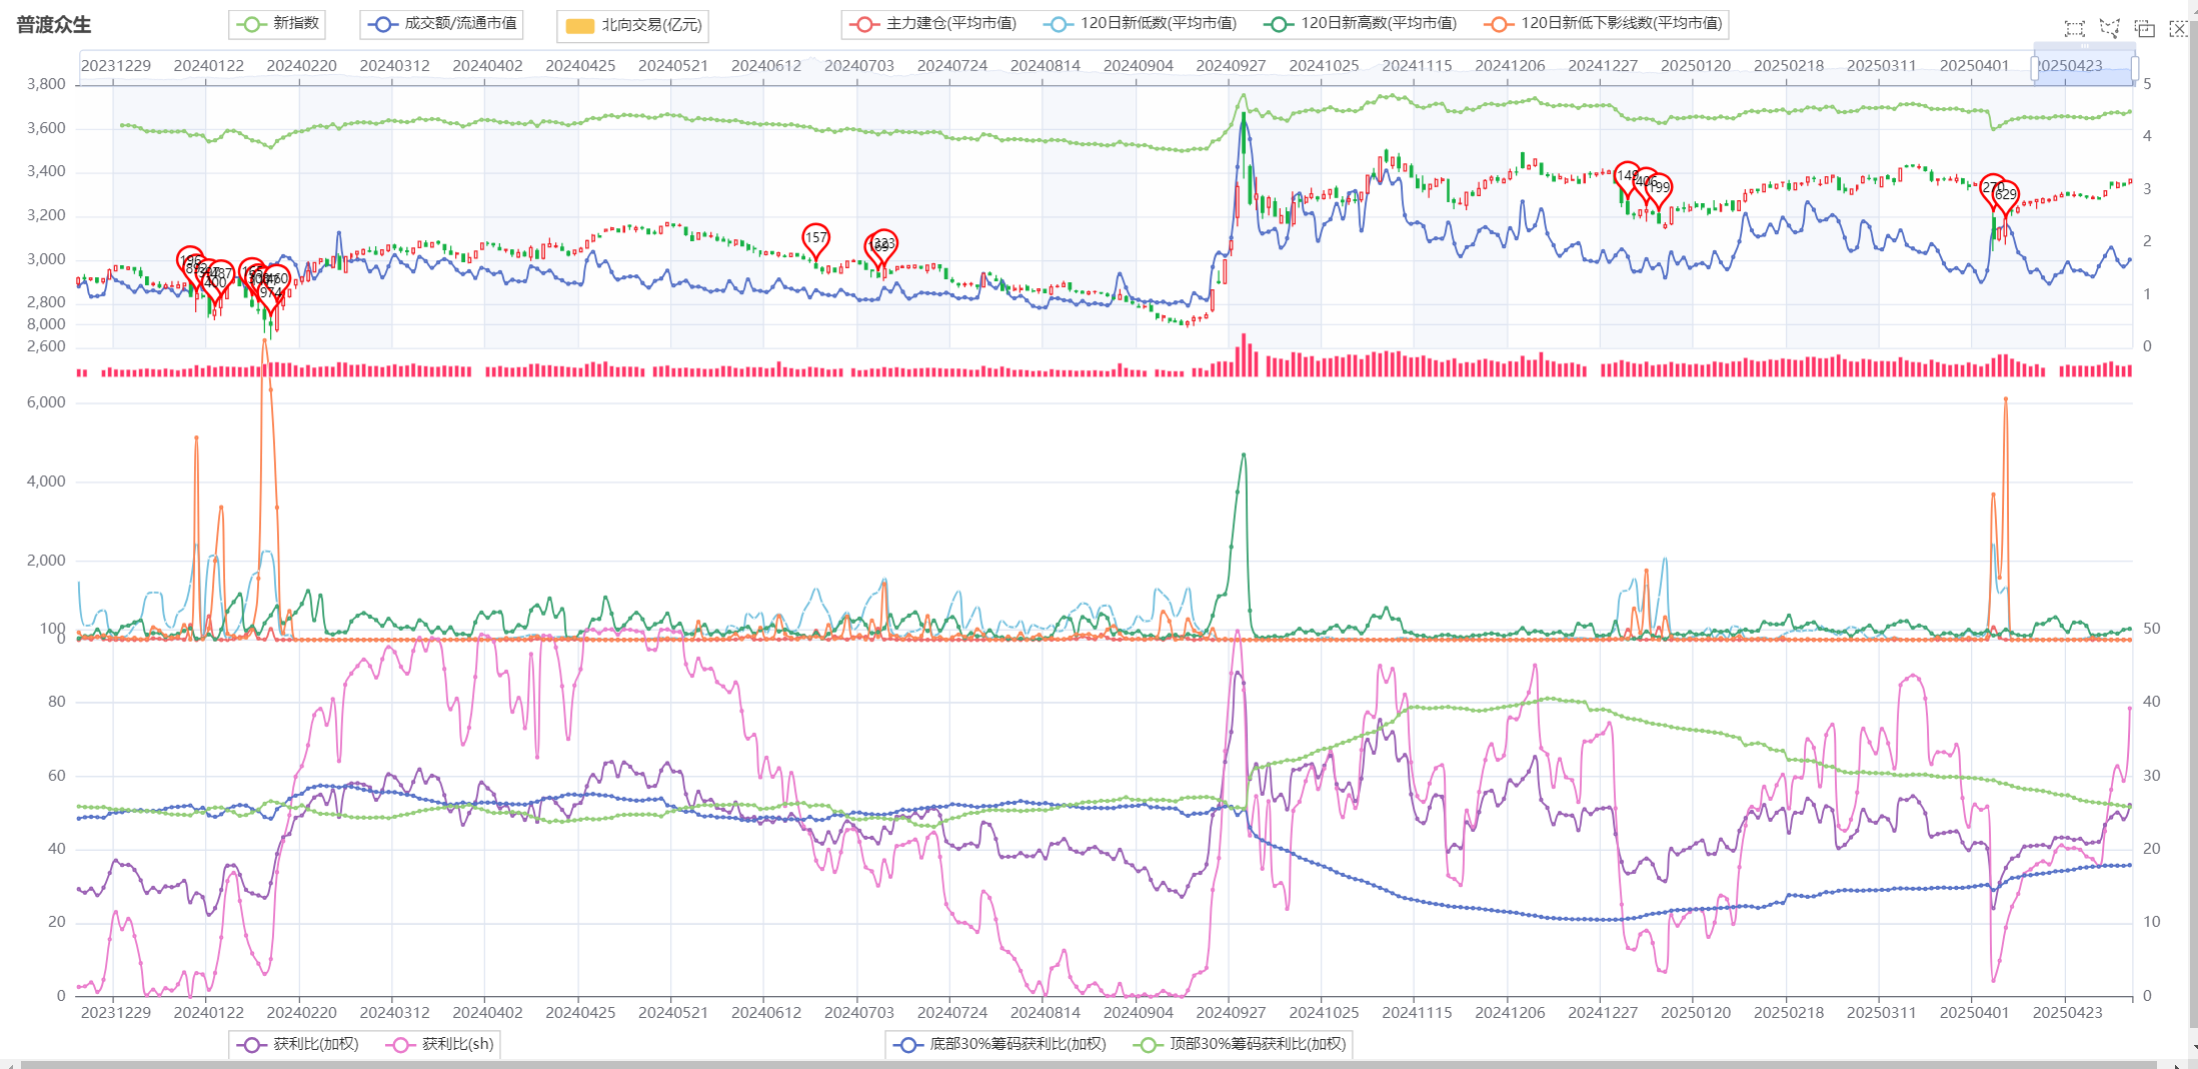 普渡众生
新指数
成交额/流通市值
北向交易(亿元)
主力建仓(平均市值)
120日新低数(平均市值)
120日新高数(平均市值)
120日新低下影线数(平均市值)
20231229 20240122 20240220 20240312 20240402 20240425 20240521 20240612 20240703 20240724 20240814 20240904 20240927 20241025 20241115 20241206 20241227 20250120 20250218 20250311 20250401 20250423
3,800 5
3,600 4
3,400
149
199
3
270
629
3,200
157
323
2
3,000
2,800 1
8,000
2,600 0
6,000
4,000
2,000
100 50
0
80 40
60 30
40 20
20 10
0 0
20231229 20240122 20240220 20240312 20240402 20240425 20240521 20240612 20240703 20240724 20240814 20240904 20240927 20241025 20241115 20241206 20241227 20250120 20250218 20250311 20250401 20250423
获利比(加权)
获利比(sh)
底部30%筹码获利比(加权)
顶部30%筹码获利比(加权)